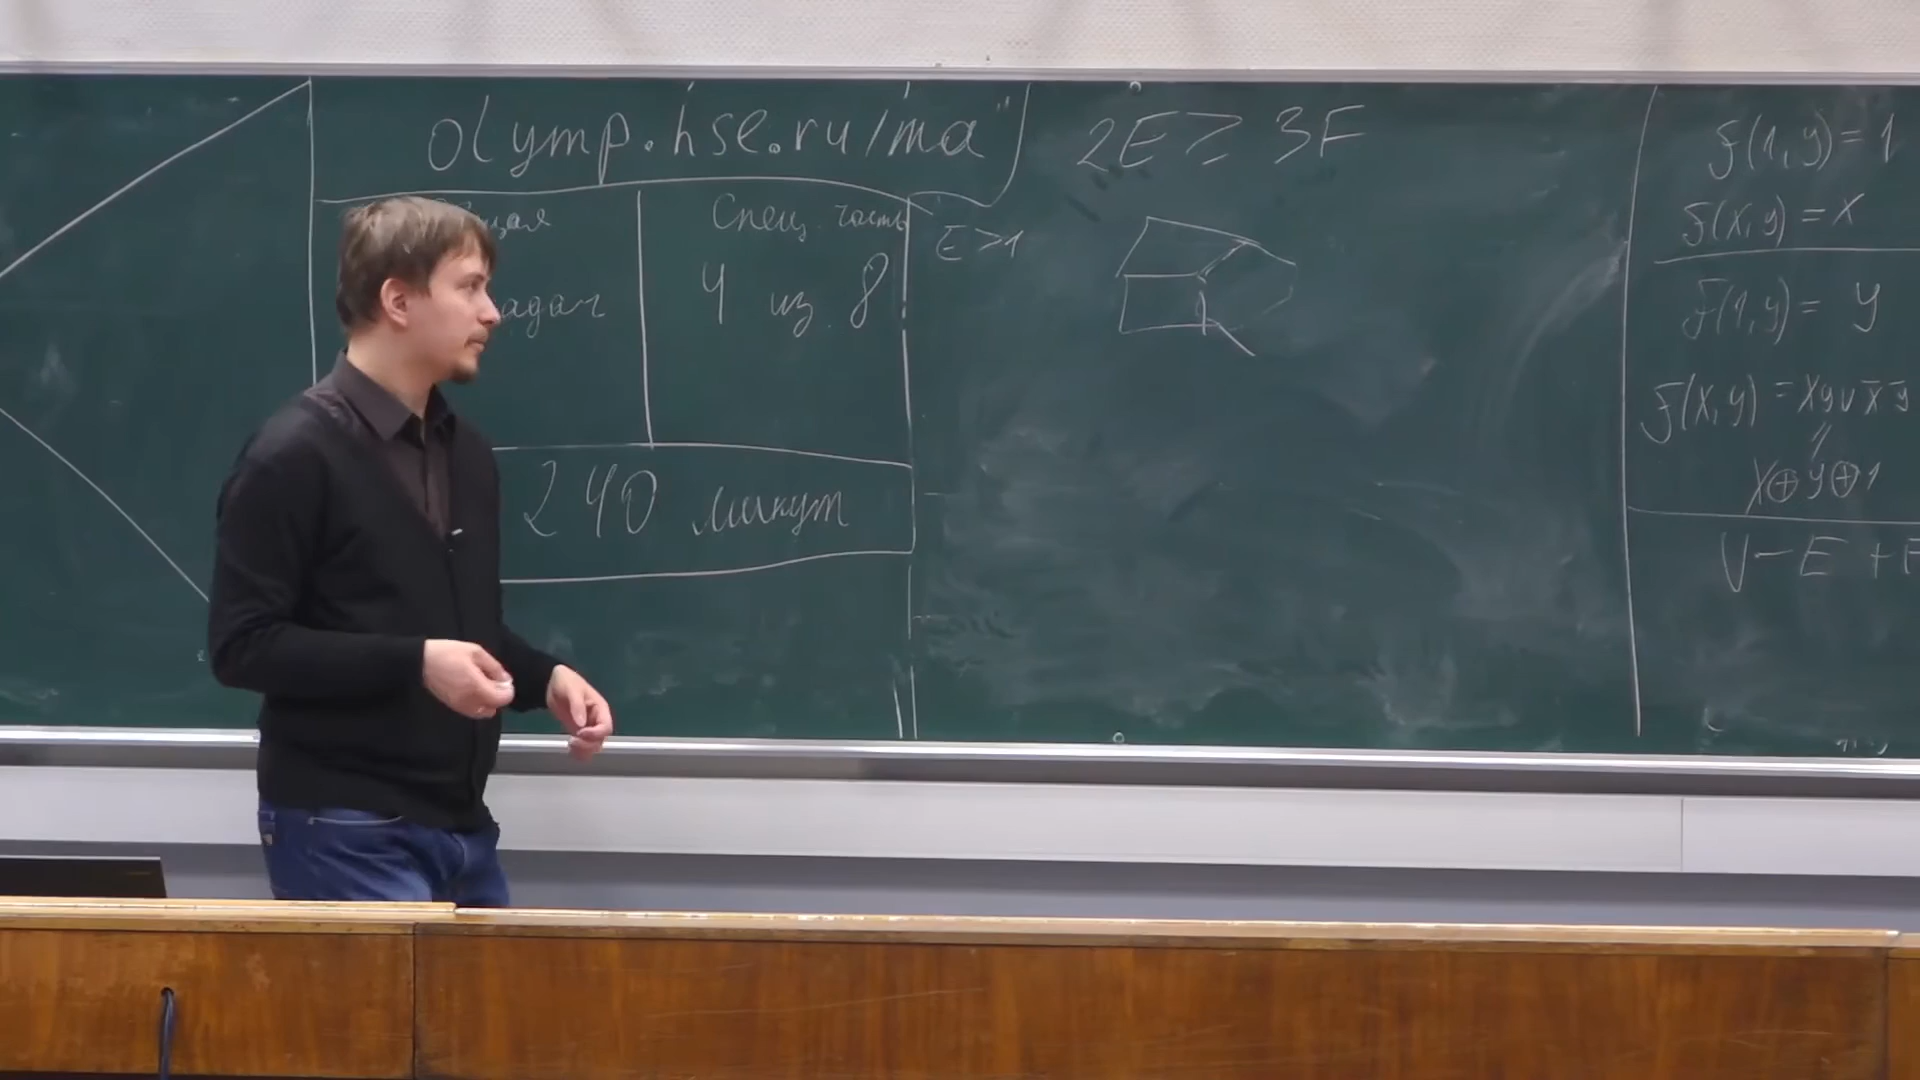 olymp.hse.ru/ma
Спец. часть
4 из 8
240 минут
E > 1
2E ≥ 3F
f(1,y) = 1
f(x,y) = x
f(1,y) = y
f(x,y) = xy ∨ x̄ ȳ
x⊕y⊕1
V − E + F